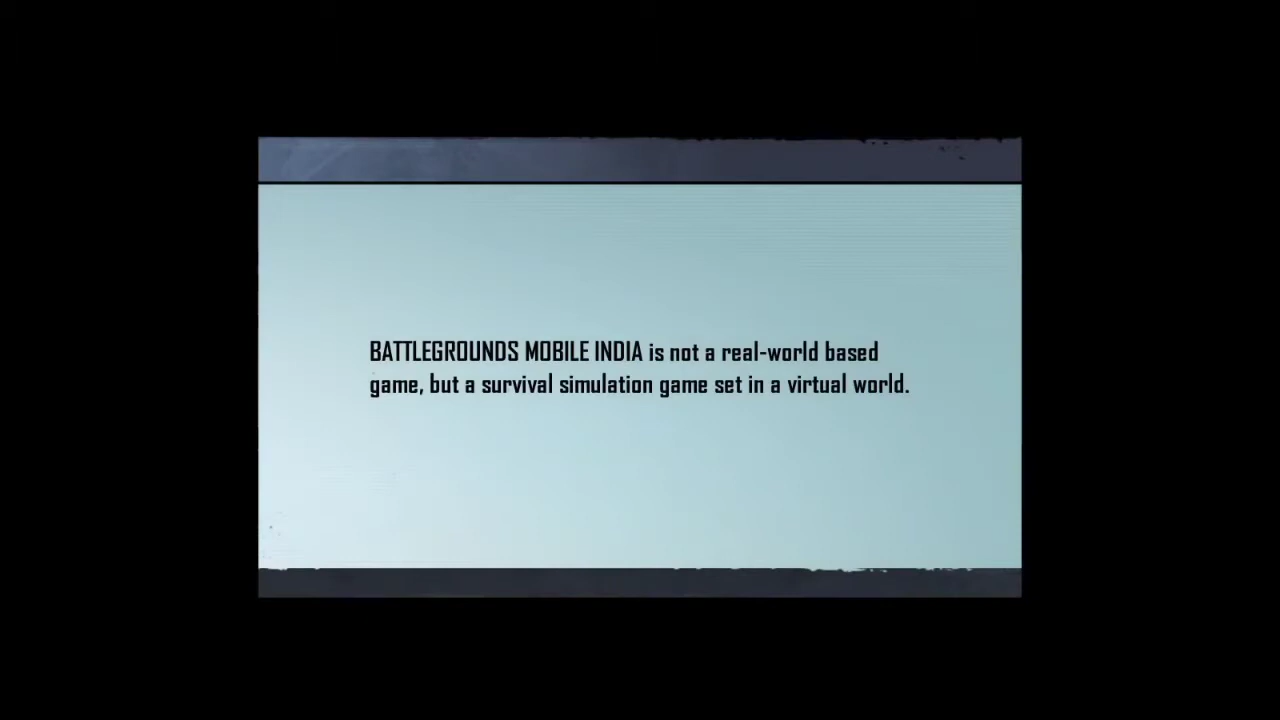 BATTLEGROUNDS MOBILE INDIA is not a real-world based
game, but a survival simulation game set in a virtual world.